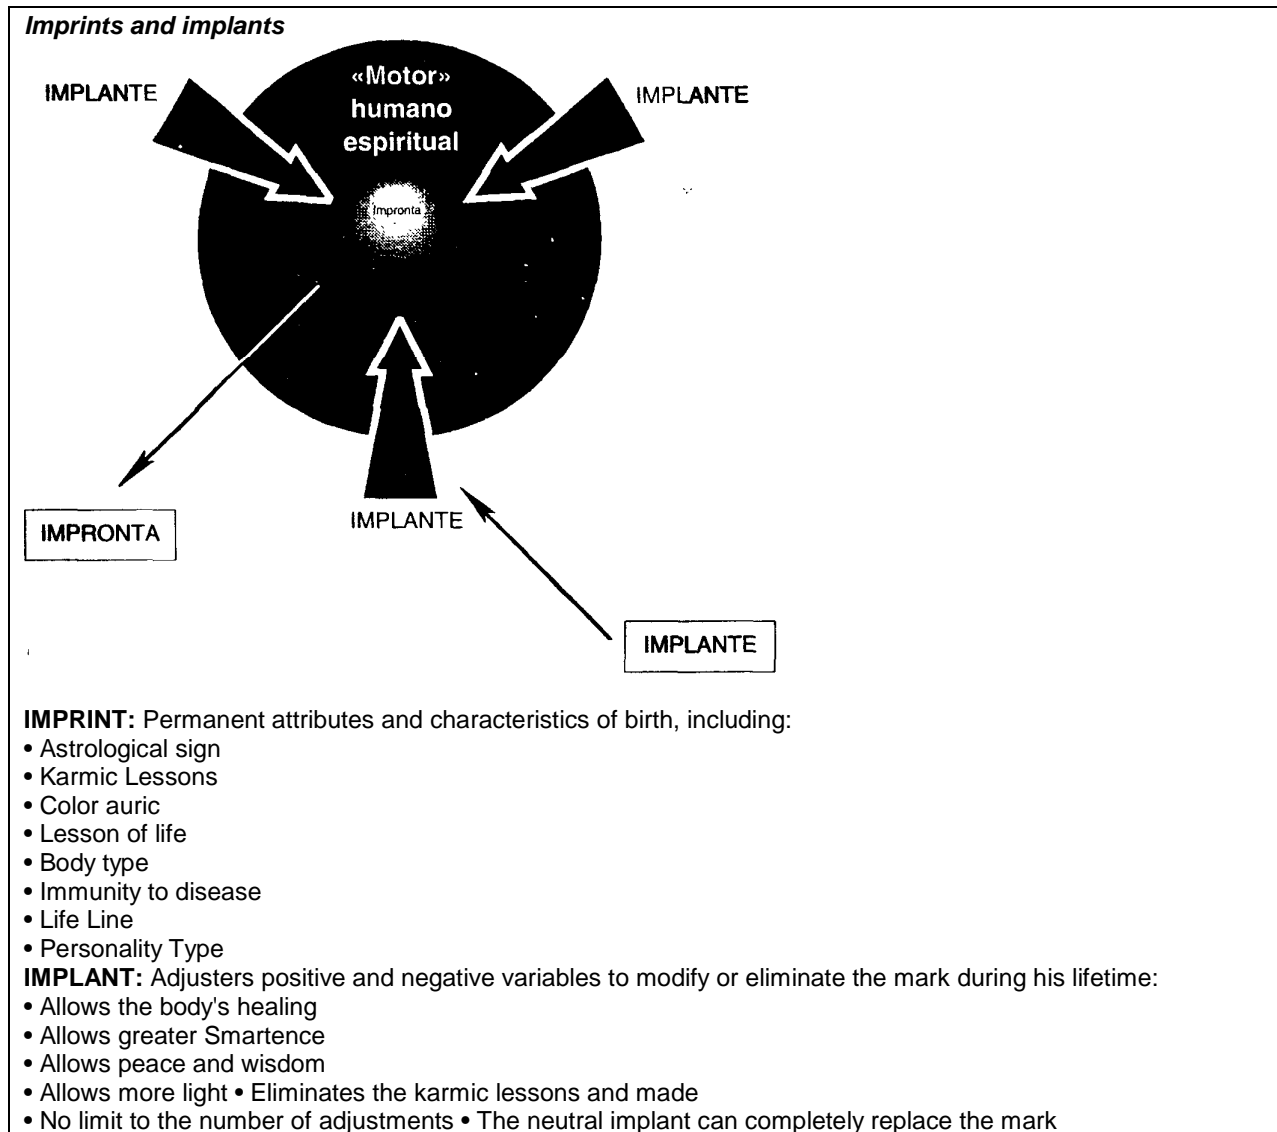 Imprints and implants
«Motor»
humano
espiritual
IMPLANTE
IMPLANTE
Impronta
IMPLANTE
IMPRONTA
IMPLANTE
IMPRINT: Permanent attributes and characteristics of birth, including:
• Astrological sign
• Karmic Lessons
• Color auric
• Lesson of life
• Body type
• Immunity to disease
• Life Line
• Personality Type
IMPLANT: Adjusters positive and negative variables to modify or eliminate the mark during his lifetime:
• Allows the body's healing
• Allows greater Smartence
• Allows peace and wisdom
• Allows more light • Eliminates the karmic lessons and made
• No limit to the number of adjustments • The neutral implant can completely replace the mark